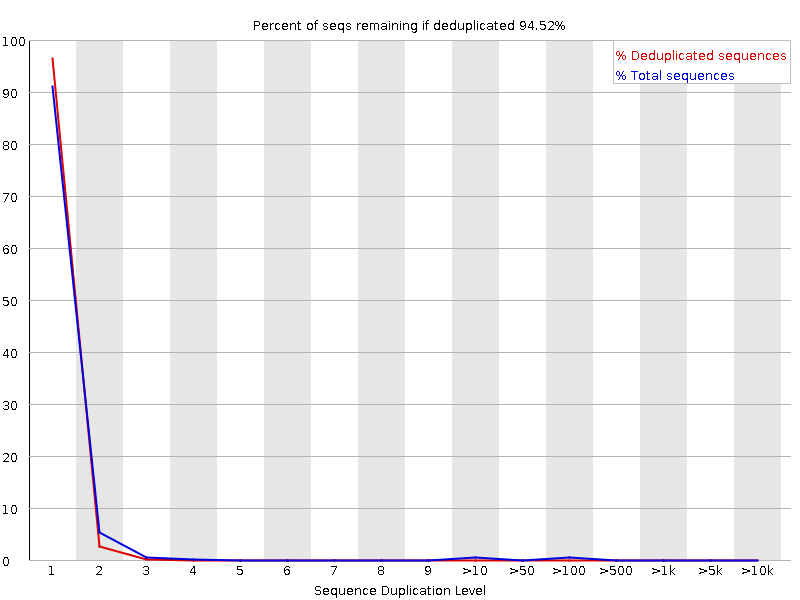 Percent of seqs remaining if deduplicated 94.52%
% Deduplicated sequences
% Total sequences
100
90
80
70
60
50
40
30
20
10
0
1 2 3 4 5 6 7 8 9 >10 >50 >100 >500 >1k >5k >10k
Sequence Duplication Level